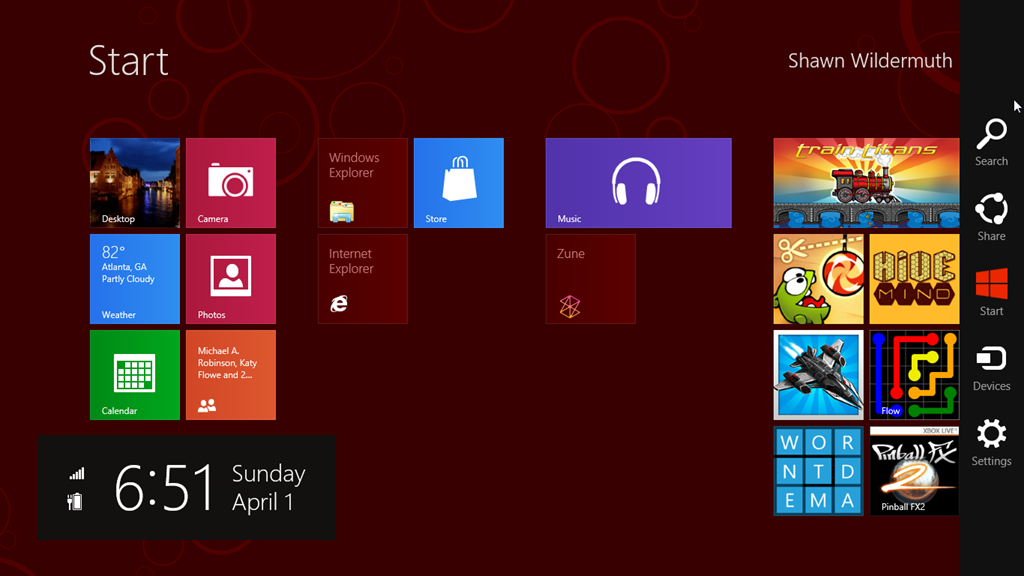 Start
Shawn Wildermuth
Desktop
Camera
Windows
Explorer
Store
Music
train titans
82°
Atlanta, GA
Partly Cloudy
Weather
Photos
Internet
Explorer
Zune
HIVE
MIND
Calendar
Michael A.
Robinson, Katy
Flowe and 2...
Flow
W O R
N T D
E M A
XBOX LIVE
Pinball FX
2
Pinball FX2
6:51
Sunday
April 1
Search
Share
Start
Devices
Settings